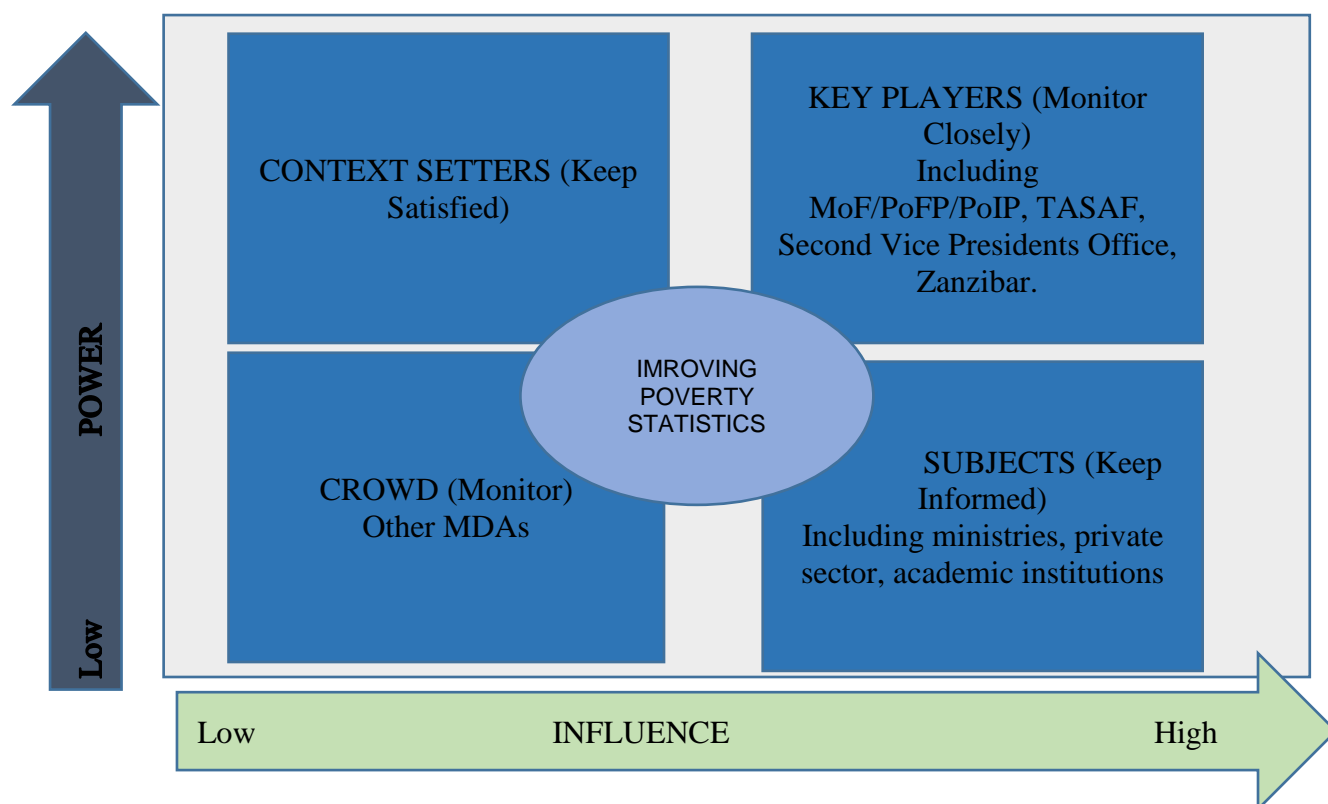 CONTEXT SETTERS (Keep
Satisfied)
KEY PLAYERS (Monitor
Closely)
Including
MoF/PoFP/PoIP, TASAF,
Second Vice Presidents Office,
Zanzibar.
POWER
Low
IMROVING
POVERTY
STATISTICS
CROWD (Monitor)
Other MDAs
SUBJECTS (Keep
Informed)
Including ministries, private
sector, academic institutions
Low
INFLUENCE
High